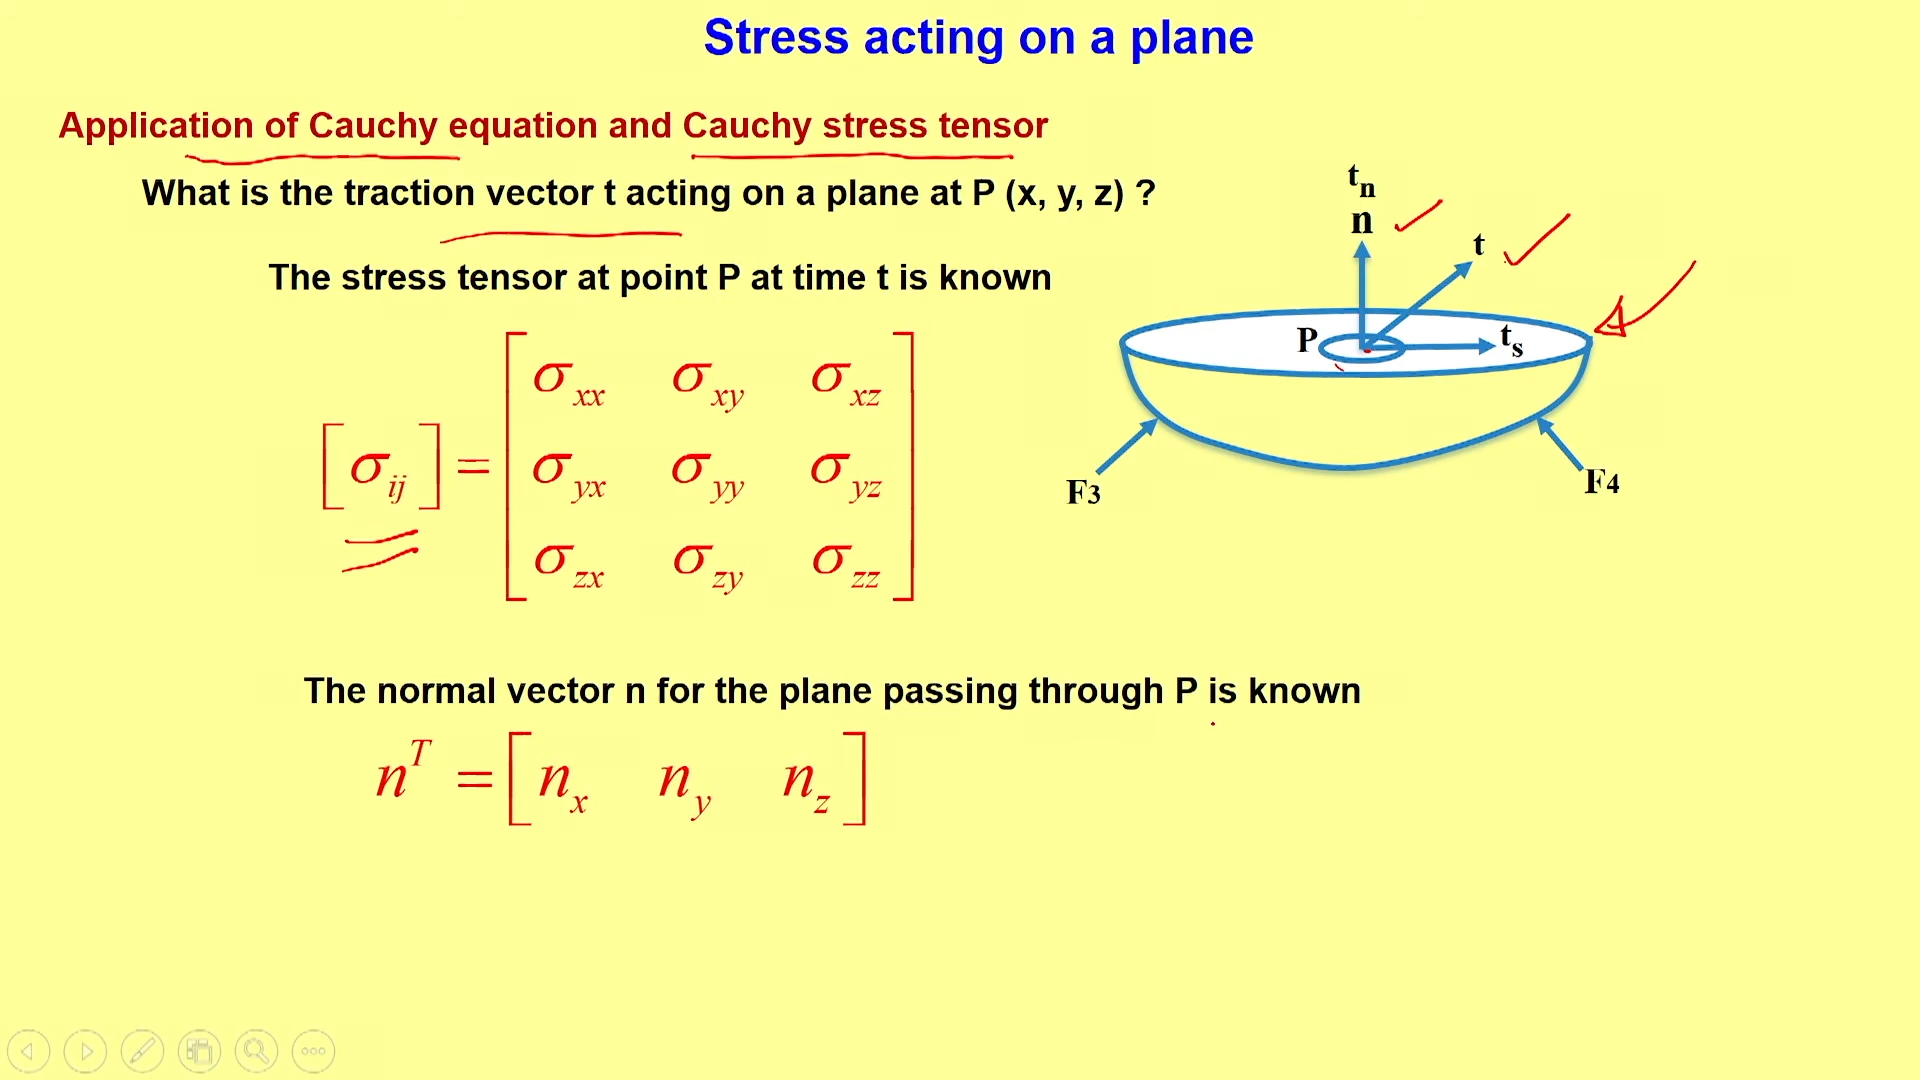 Stress acting on a plane
Application of Cauchy equation and Cauchy stress tensor
What is the traction vector t acting on a plane at P (x, y, z) ?
The stress tensor at point P at time t is known
[σij] = [σxx σxy σxz
σyx σyy σyz
σzx σzy σzz]
tn
n
t
P
ts
F3
F4
The normal vector n for the plane passing through P is known
n^T = [nx ny nz]